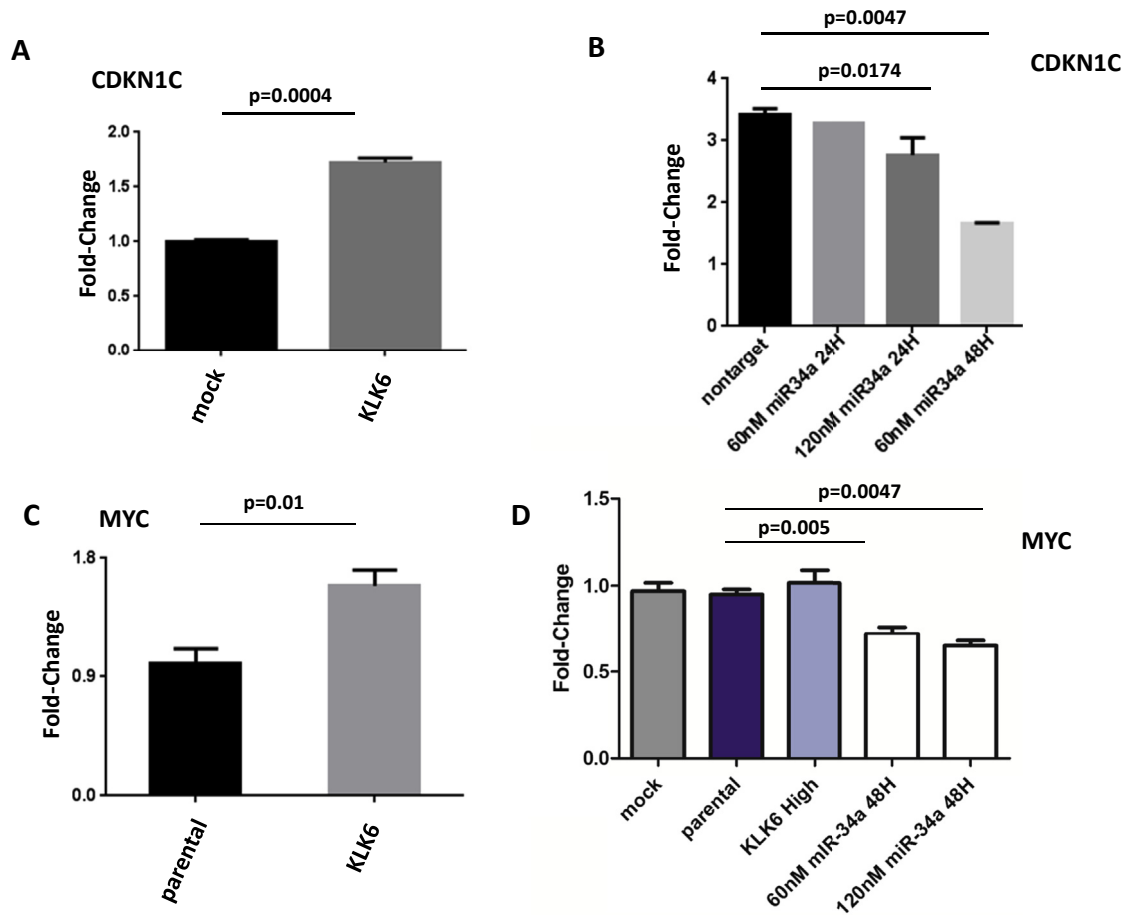 A
CDKN1C
p=0.0004
Fold-Change
2.0
1.5
1.0
0.5
0.0
mock
KLK6
B
p=0.0047
CDKN1C
p=0.0174
Fold-Change
4
3
2
1
0
nontarget
60nM miR34a 24H
120nM miR34a 24H
60nM miR34a 48H
C
MYC
p=0.01
Fold-Change
1.8
0.9
0.0
parental
KLK6
D
p=0.0047
MYC
p=0.005
Fold-Change
1.5
1.0
0.5
0.0
mock
parental
KLK6 High
60nM miR-34a 48H
120nM miR-34a 48H